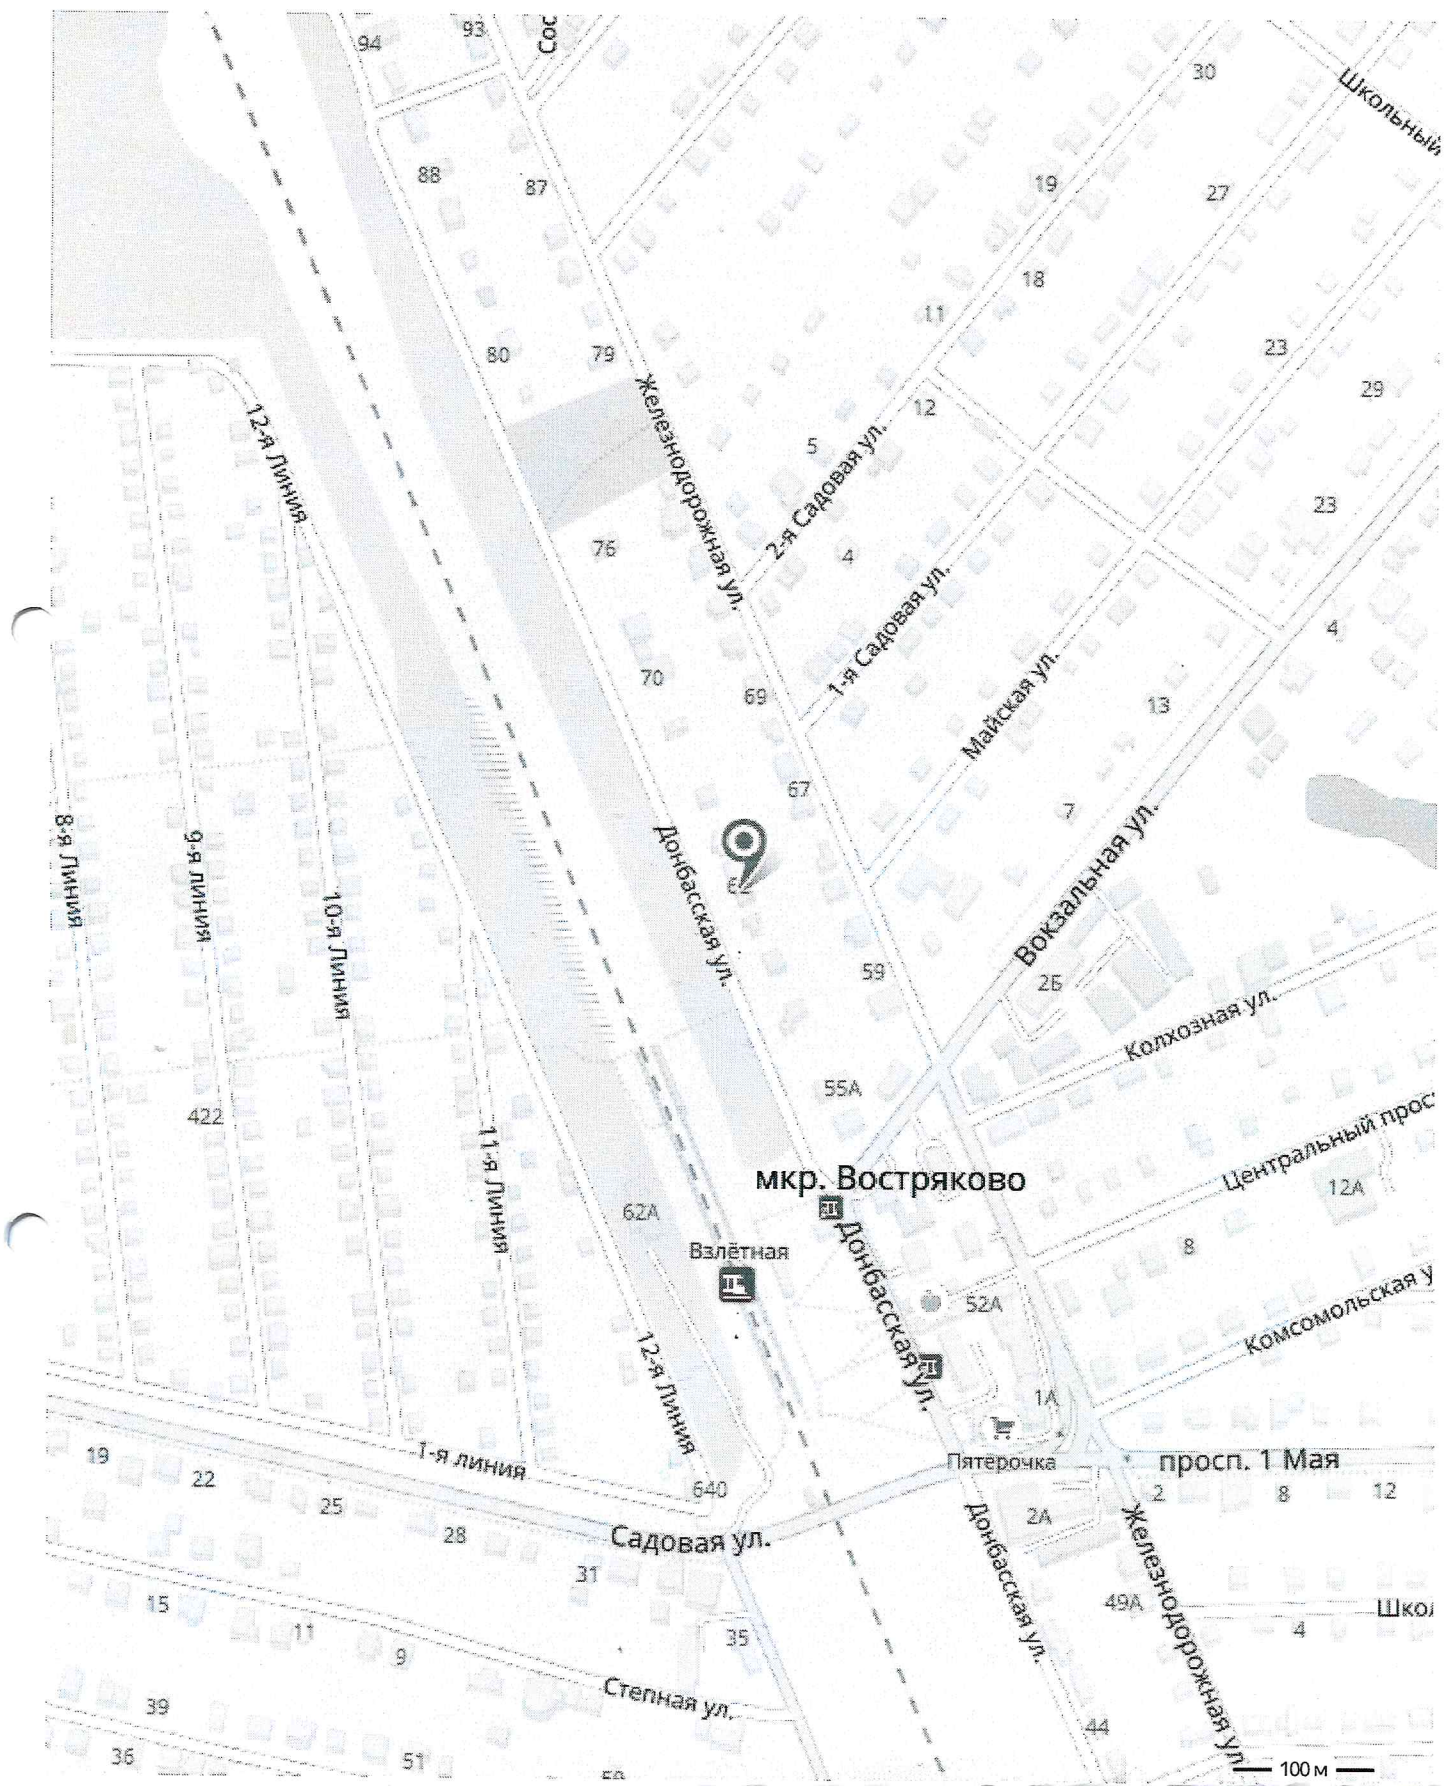 94
93
Сос
30
Школьный
88
87
19
27
18
11
80
79
23
29
12
12-я Линия
Железнодорожная ул.
5
2-я Садовая ул.
23
76
4
1-я Садовая ул.
4
Майская ул.
70
69
13
67
7
8-я Линия
9-я линия
Донбасская ул.
Вокзальная ул.
10-я Линия
59
2Б
Колхозная ул.
55А
422
Центральный прос
11-я Линия
мкр. Востряково
12А
62А
Взлётная
8
Донбасская ул.
52А
Комсомольская у
12-я Линия
1А
19
1-я линия
Пятёрочка
просп. 1 Мая
22
640
2
8
12
25
2А
28
Садовая ул.
Донбасская ул.
Железнодорожная ул
31
15
49А
Школ
11
35
4
9
Степная ул.
39
44
36
51
100 м